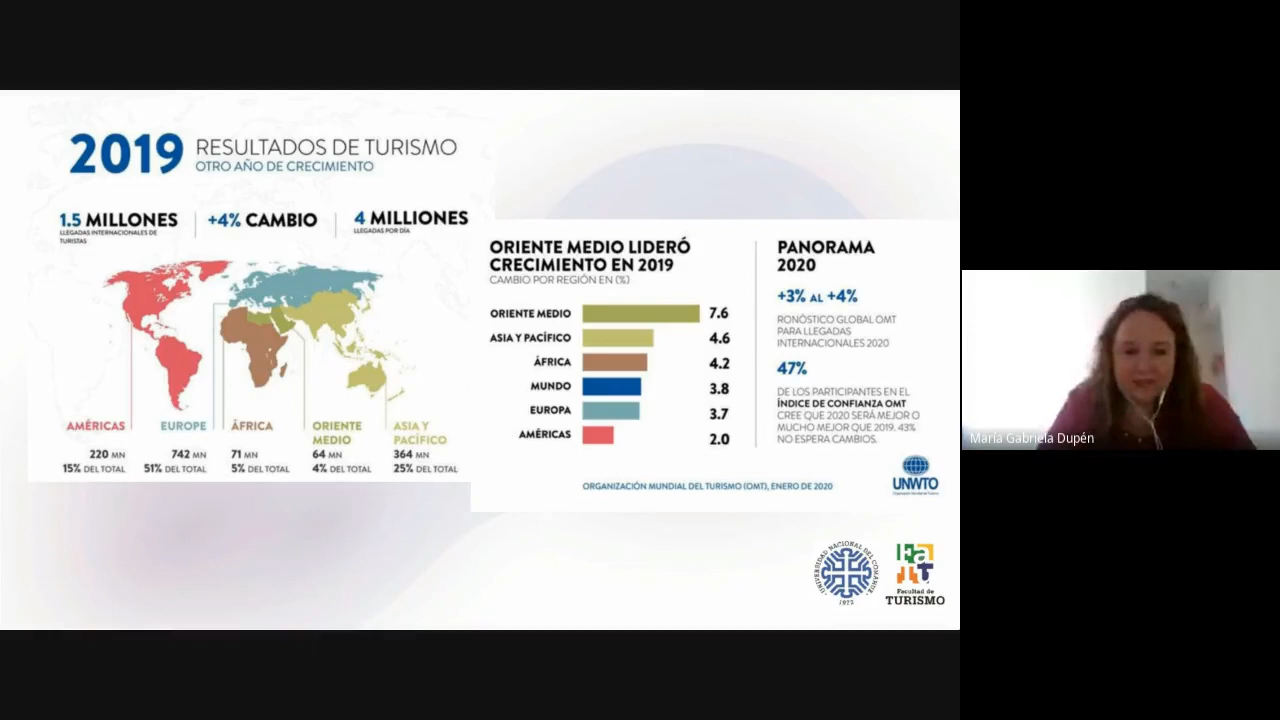 2019 RESULTADOS DE TURISMO
OTRO AÑO DE CRECIMIENTO
1.5 MILLONES
LLEGADAS INTERNACIONALES DE
TURISTAS
+4% CAMBIO
4 MILLIONES
LLEGADAS POR DÍA
AMÉRICAS
220 MN
15% DEL TOTAL
EUROPE
742 MN
51% DEL TOTAL
ÁFRICA
71 MN
5% DEL TOTAL
ORIENTE
MEDIO
64 MN
4% DEL TOTAL
ASIA Y
PACÍFICO
364 MN
25% DEL TOTAL
ORIENTE MEDIO LIDERÓ
CRECIMIENTO EN 2019
CAMBIO POR REGIÓN EN (%)
ORIENTE MEDIO 7.6
ASIA Y PACÍFICO 4.6
ÁFRICA 4.2
MUNDO 3.8
EUROPA 3.7
AMÉRICAS 2.0
PANORAMA
2020
+3% AL +4%
RONÓSTICO GLOBAL OMT
PARA LLEGADAS
INTERNACIONALES 2020
47%
DE LOS PARTICIPANTES EN EL
ÍNDICE DE CONFIANZA OMT
CREE QUE 2020 SERÁ MEJOR O
MUCHO MEJOR QUE 2019. 43%
NO ESPERA CAMBIOS.
ORGANIZACIÓN MUNDIAL DEL TURISMO (OMT), ENERO DE 2020
UNWTO
UNIVERSIDAD NACIONAL DEL COMAHUE
1972
FaTu
Facultad de
TURISMO
María Gabriela Dupén